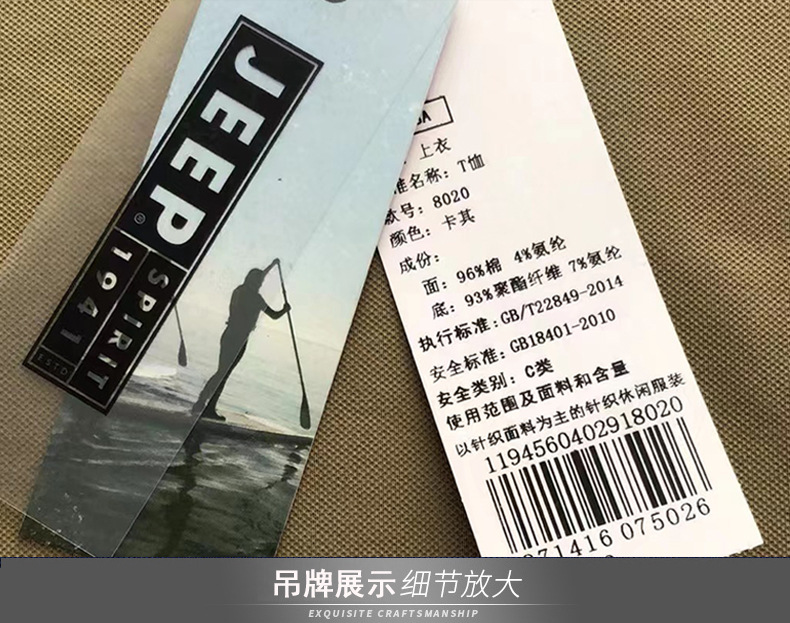 JEEP
®
SPIRIT
1941
ESTD
上衣
名称：T恤
款号：8020
颜色：卡其
成份：
面：96%棉 4%氨纶
底：93%聚酯纤维 7%氨纶
执行标准：GB/T22849-2014
安全标准：GB18401-2010
安全类别：C类
使用范围及面料和含量
以针织面料为主的针织休闲服装
1194560402918020
071416 075026
吊牌展示 细节放大
EXQUISITE CRAFTSMANSHIP